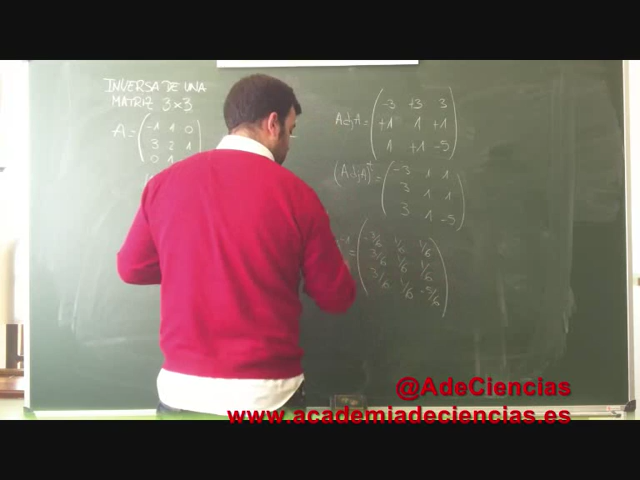 INVERSA DE UNA
MATRIZ 3x3
A = -1 1 0
3 2 1
0 1
Adj A = -3 +3 3
+1 1 +1
1 +1 -5
(Adj A)^t = -3 1 1
3 1 1
3 1 -5
-1 = -3/6 1/6 1/6
3/6 1/6 1/6
3/6 1/6 -5/6
@AdeCiencias
www.academiadeciencias.es